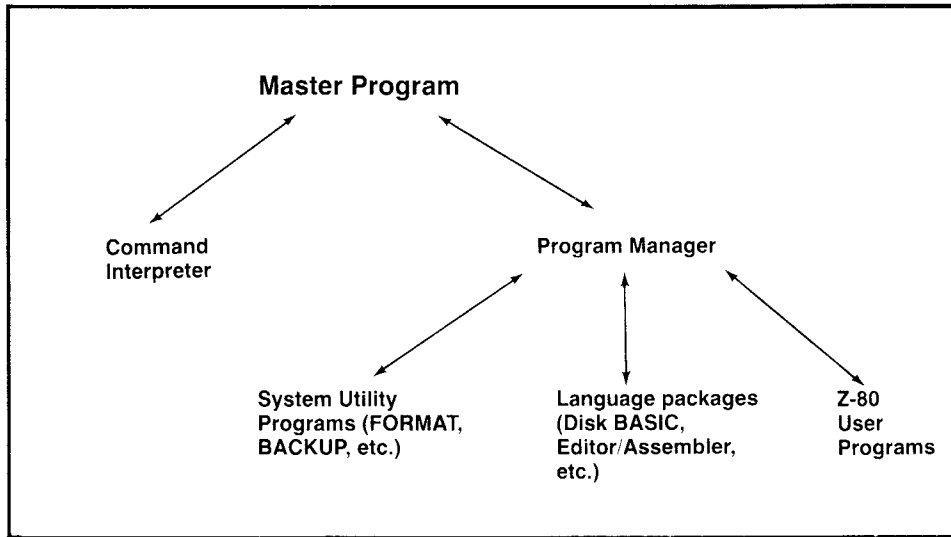 Master Program
Command
Interpreter
Program Manager
System Utility
Programs (FORMAT,
BACKUP, etc.)
Language packages
(Disk BASIC,
Editor/Assembler,
etc.)
Z-80
User
Programs